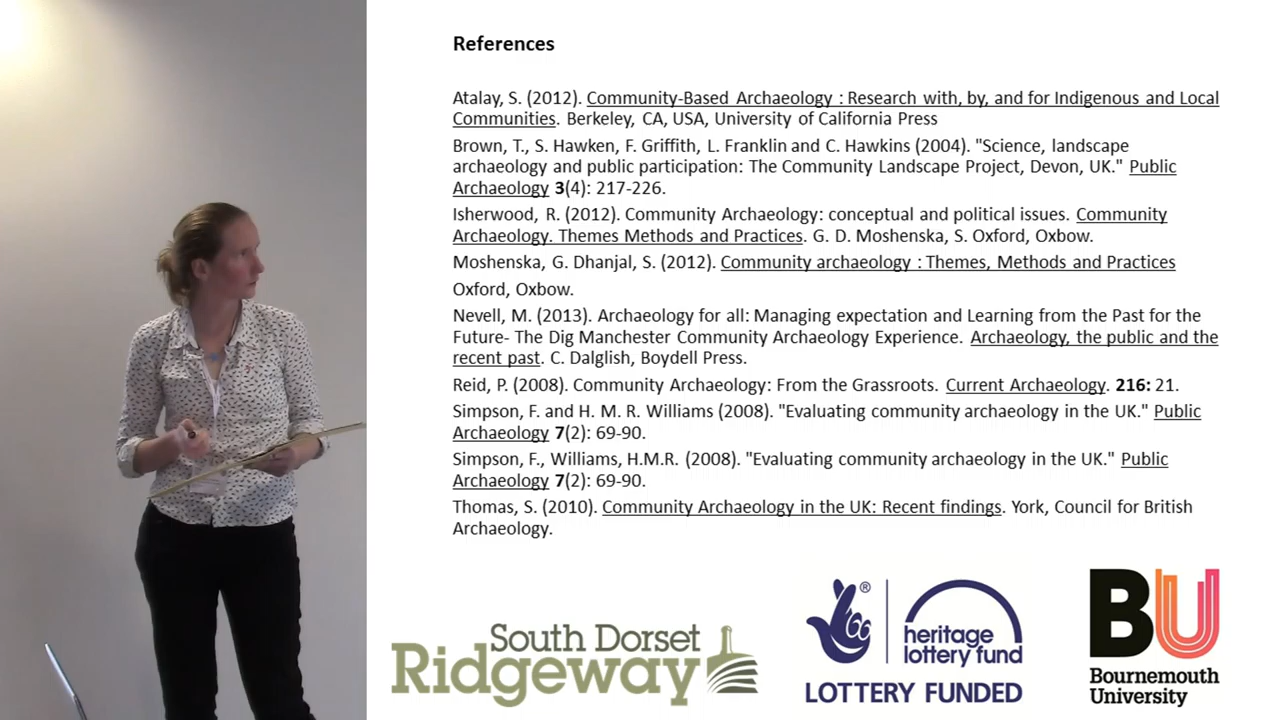 References
Atalay, S. (2012). Community-Based Archaeology : Research with, by, and for Indigenous and Local
Communities. Berkeley, CA, USA, University of California Press
Brown, T., S. Hawken, F. Griffith, L. Franklin and C. Hawkins (2004). "Science, landscape
archaeology and public participation: The Community Landscape Project, Devon, UK." Public
Archaeology 3(4): 217-226.
Isherwood, R. (2012). Community Archaeology: conceptual and political issues. Community
Archaeology. Themes Methods and Practices. G. D. Moshenska, S. Oxford, Oxbow.
Moshenska, G. Dhanjal, S. (2012). Community archaeology : Themes, Methods and Practices
Oxford, Oxbow.
Nevell, M. (2013). Archaeology for all: Managing expectation and Learning from the Past for the
Future- The Dig Manchester Community Archaeology Experience. Archaeology, the public and the
recent past. C. Dalglish, Boydell Press.
Reid, P. (2008). Community Archaeology: From the Grassroots. Current Archaeology. 216: 21.
Simpson, F. and H. M. R. Williams (2008). "Evaluating community archaeology in the UK." Public
Archaeology 7(2): 69-90.
Simpson, F., Williams, H.M.R. (2008). "Evaluating community archaeology in the UK." Public
Archaeology 7(2): 69-90.
Thomas, S. (2010). Community Archaeology in the UK: Recent findings. York, Council for British
Archaeology.
South Dorset
Ridgeway
®
heritage
lottery fund
LOTTERY FUNDED
BU
Bournemouth
University